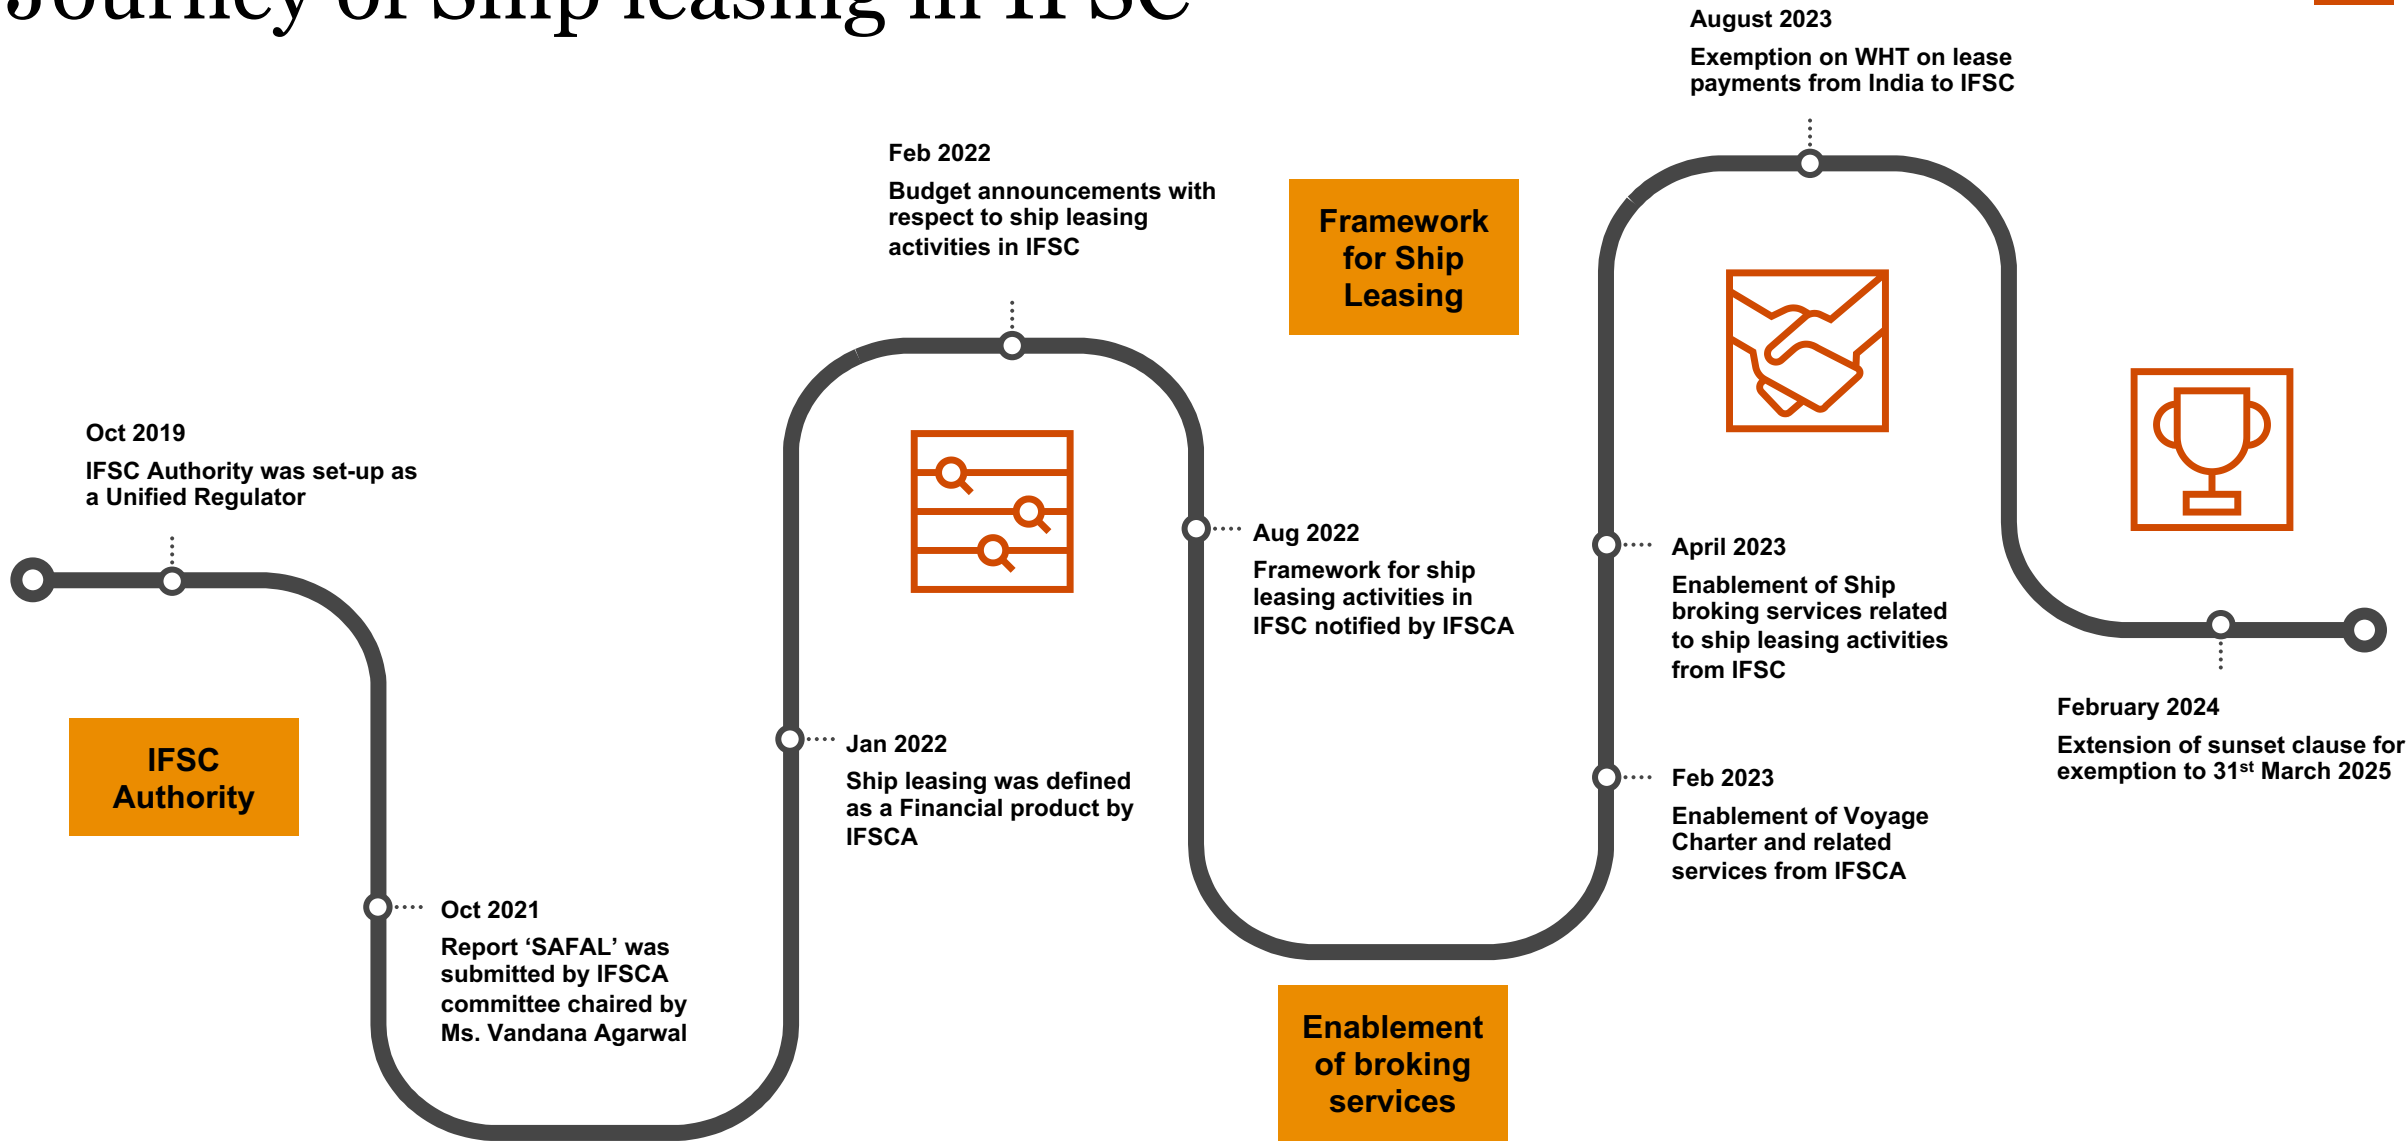 Journey of Ship leasing in IFSC
Oct 2019
IFSC Authority was set-up as
a Unified Regulator
IFSC
Authority
Oct 2021
Report ‘SAFAL’ was
submitted by IFSCA
committee chaired by
Ms. Vandana Agarwal
Jan 2022
Ship leasing was defined
as a Financial product by
IFSCA
Feb 2022
Budget announcements with
respect to ship leasing
activities in IFSC
Aug 2022
Framework for ship
leasing activities in
IFSC notified by IFSCA
Framework
for Ship
Leasing
Enablement
of broking
services
Feb 2023
Enablement of Voyage
Charter and related
services from IFSCA
April 2023
Enablement of Ship
broking services related
to ship leasing activities
from IFSC
August 2023
Exemption on WHT on lease
payments from India to IFSC
February 2024
Extension of sunset clause for
exemption to 31st March 2025